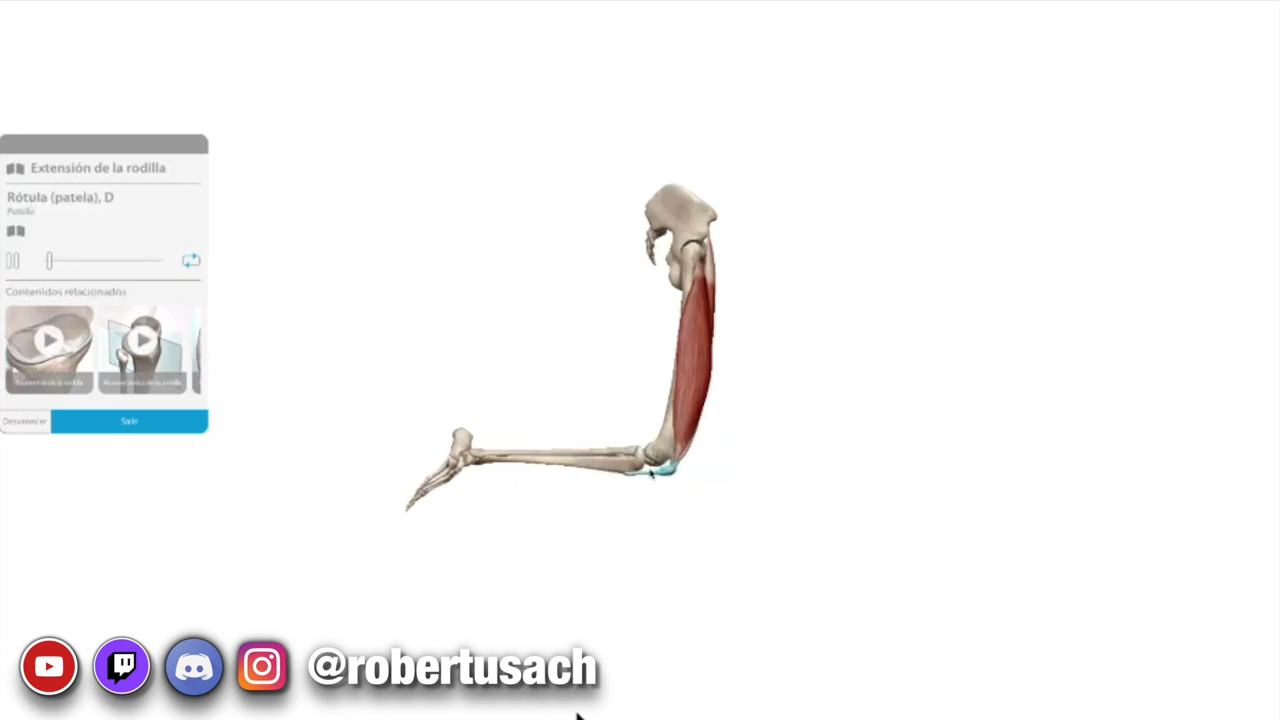 Extensión de la rodilla
Rótula (patela), D
Patella
Contenidos relacionados
Desvanecer
Salir
@robertusach